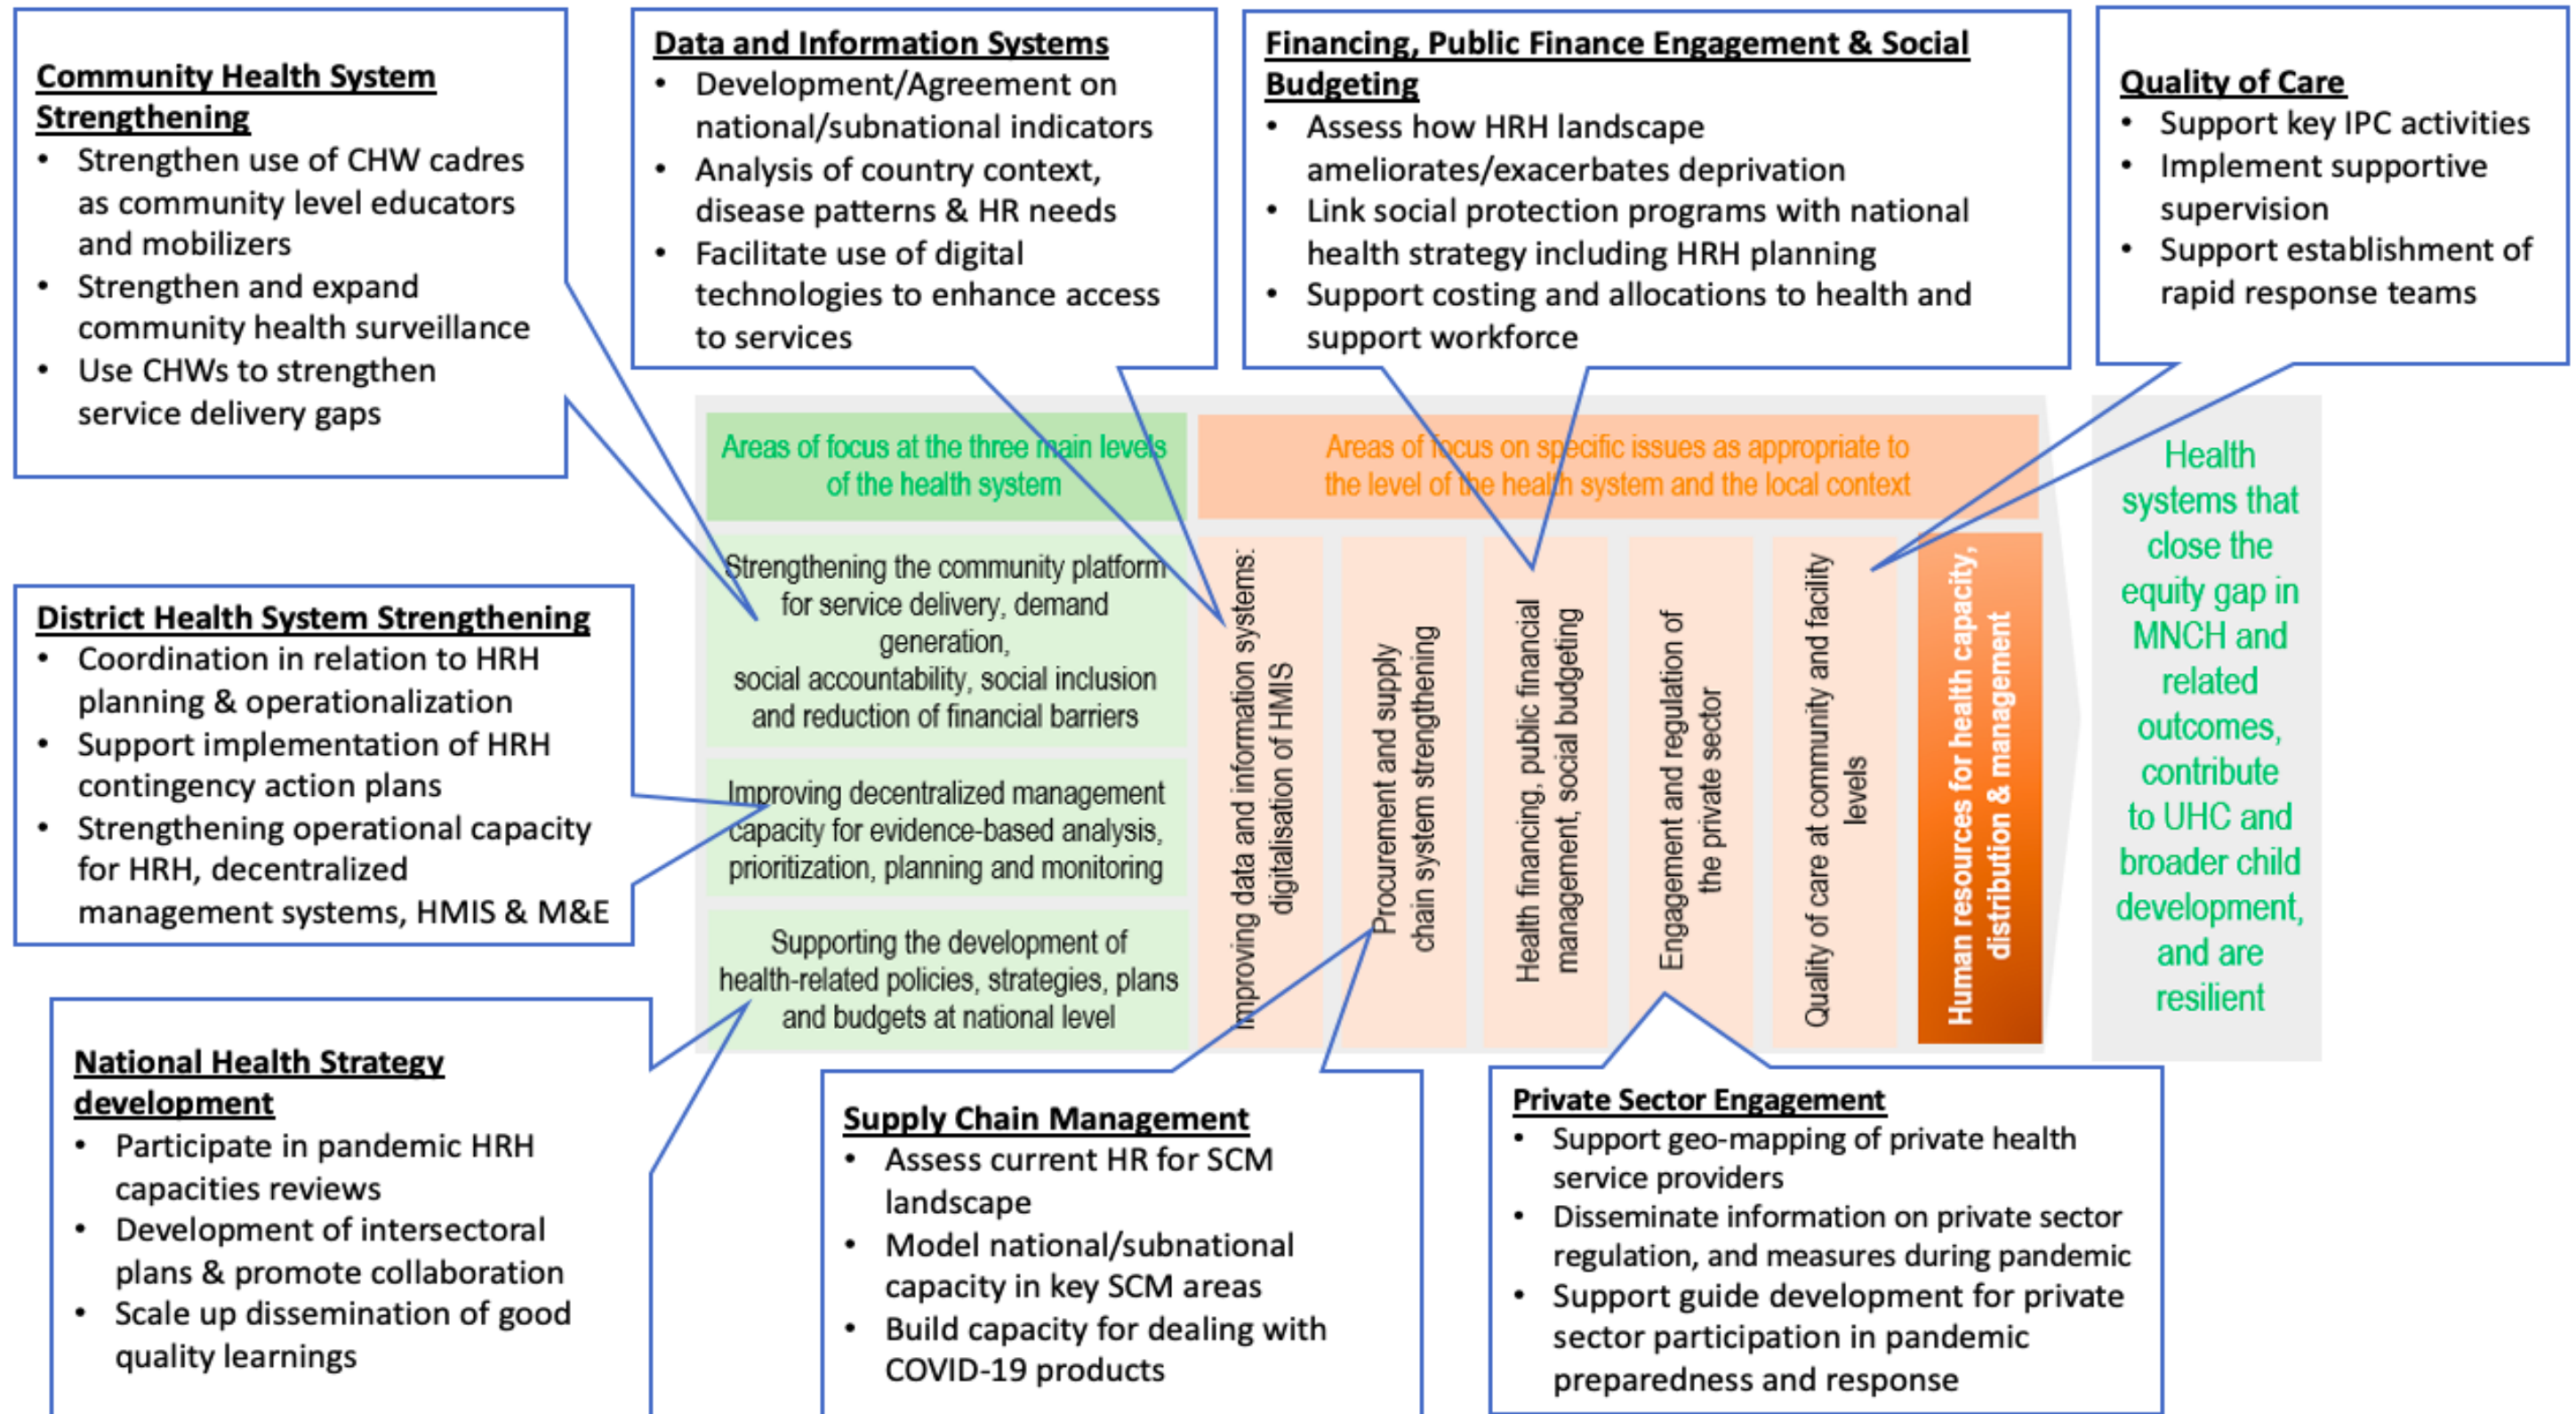 Community Health System
Strengthening
• Strengthen use of CHW cadres
as community level educators
and mobilizers
• Strengthen and expand
community health surveillance
• Use CHWs to strengthen
service delivery gaps
Data and Information Systems
• Development/Agreement on
national/subnational indicators
• Analysis of country context,
disease patterns & HR needs
• Facilitate use of digital
technologies to enhance access
to services
Financing, Public Finance Engagement & Social
Budgeting
• Assess how HRH landscape
ameliorates/exacerbates deprivation
• Link social protection programs with national
health strategy including HRH planning
• Support costing and allocations to health and
support workforce
Quality of Care
• Support key IPC activities
• Implement supportive
supervision
• Support establishment of
rapid response teams
District Health System Strengthening
• Coordination in relation to HRH
planning & operationalization
• Support implementation of HRH
contingency action plans
• Strengthening operational capacity
for HRH, decentralized
management systems, HMIS & M&E
Areas of focus at the three main levels
of the health system
Strengthening the community platform
for service delivery, demand
generation,
social accountability, social inclusion
and reduction of financial barriers
Improving decentralized management
capacity for evidence-based analysis,
prioritization, planning and monitoring
Supporting the development of
health-related policies, strategies, plans
and budgets at national level
Areas of focus on specific issues as appropriate to
the level of the health system and the local context
Improving data and information systems:
digitalisation of HMIS
Procurement and supply
chain system strengthening
Health financing, public financial
management, social budgeting
Engagement and regulation of
the private sector
Quality of care at community and facility
levels
Human resources for health capacity,
distribution & management
Health
systems that
close the
equity gap in
MNCH and
related
outcomes,
contribute
to UHC and
broader child
development,
and are
resilient
National Health Strategy
development
• Participate in pandemic HRH
capacities reviews
• Development of intersectoral
plans & promote collaboration
• Scale up dissemination of good
quality learnings
Supply Chain Management
• Assess current HR for SCM
landscape
• Model national/subnational
capacity in key SCM areas
• Build capacity for dealing with
COVID-19 products
Private Sector Engagement
• Support geo-mapping of private health
service providers
• Disseminate information on private sector
regulation, and measures during pandemic
• Support guide development for private
sector participation in pandemic
preparedness and response